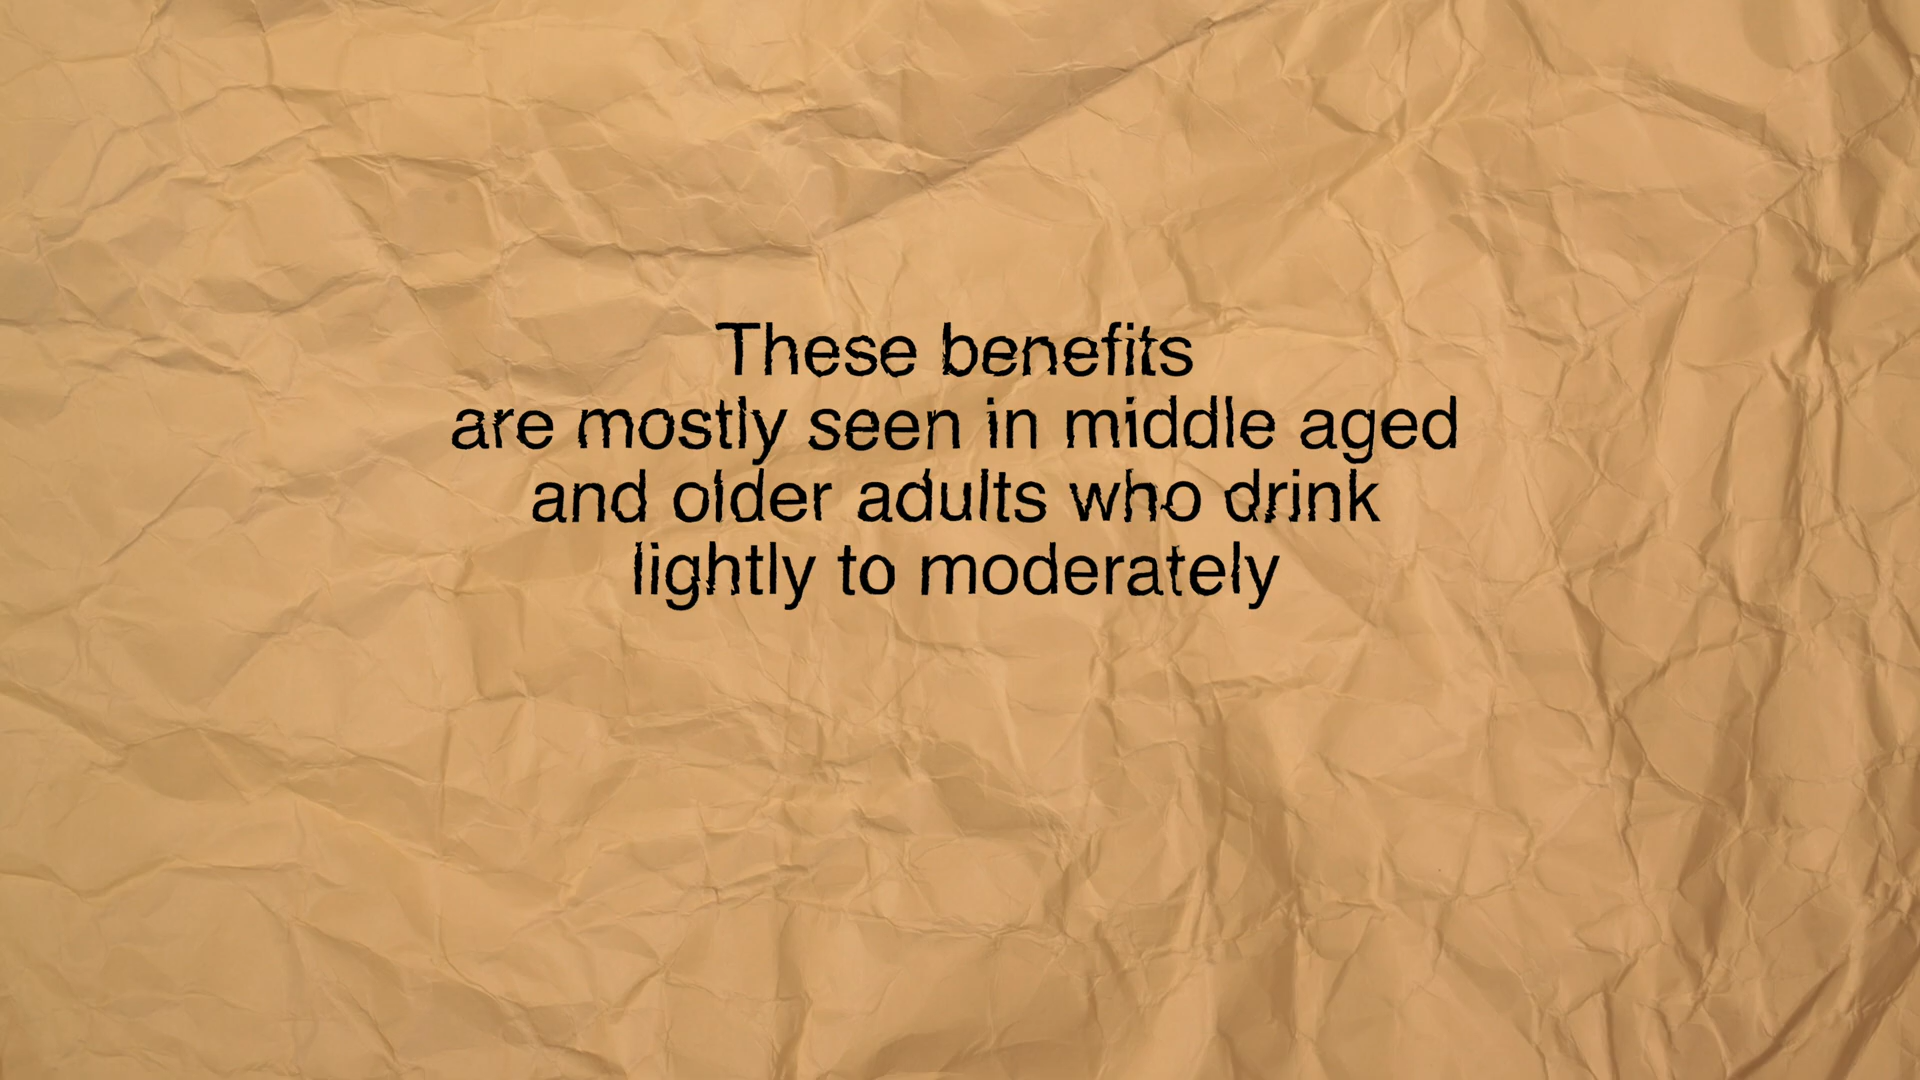 These benefits
are mostly seen in middle aged
and older adults who drink
lightly to moderately